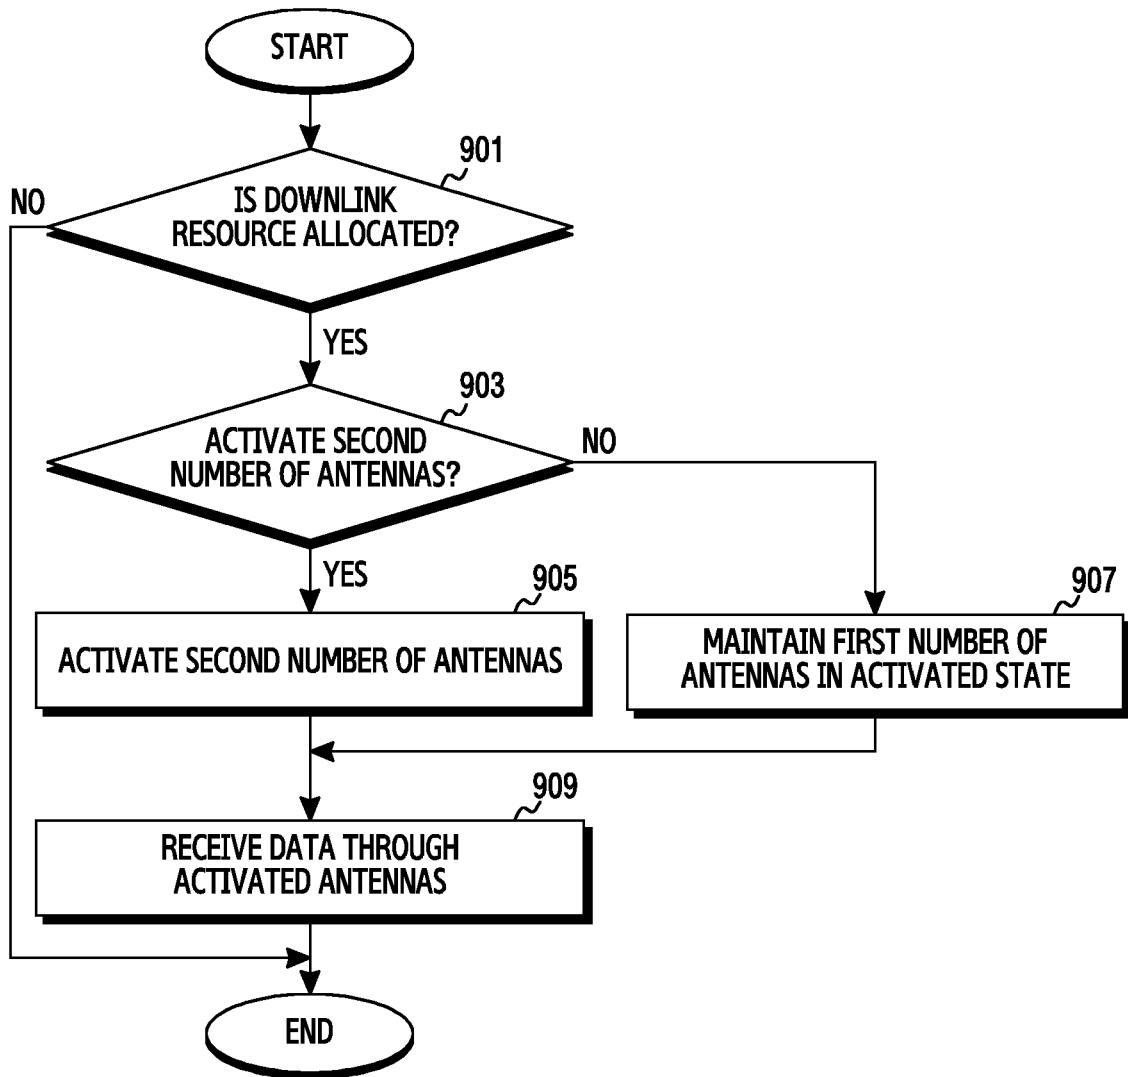 START
901
NO
IS DOWNLINK
RESOURCE ALLOCATED?
YES
903
ACTIVATE SECOND
NUMBER OF ANTENNAS?
NO
YES
905
ACTIVATE SECOND NUMBER OF ANTENNAS
907
MAINTAIN FIRST NUMBER OF
ANTENNAS IN ACTIVATED STATE
909
RECEIVE DATA THROUGH
ACTIVATED ANTENNAS
END